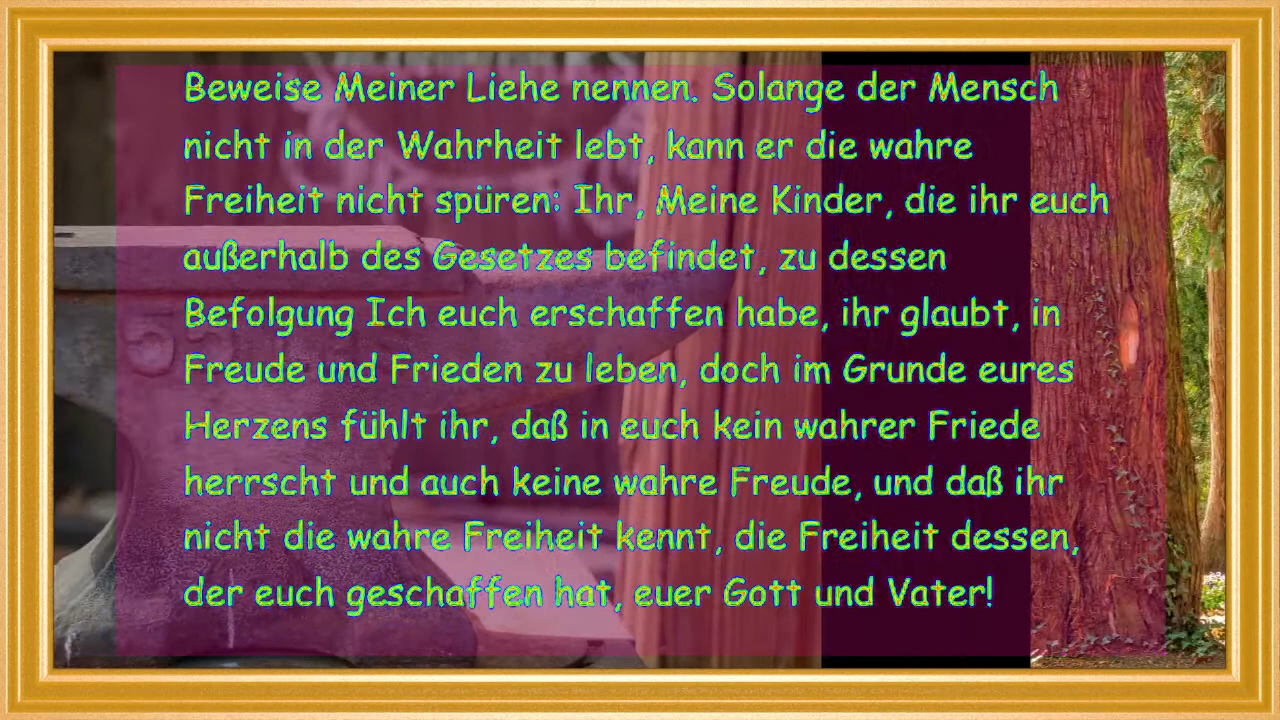 Beweise Meiner Liehe nennen. Solange der Mensch
nicht in der Wahrheit lebt, kann er die wahre
Freiheit nicht spüren: Ihr, Meine Kinder, die ihr euch
außerhalb des Gesetzes befindet, zu dessen
Befolgung Ich euch erschaffen habe, ihr glaubt, in
Freude und Frieden zu leben, doch im Grunde eures
Herzens fühlt ihr, daß in euch kein wahrer Friede
herrscht und auch keine wahre Freude, und daß ihr
nicht die wahre Freiheit kennt, die Freiheit dessen,
der euch geschaffen hat, euer Gott und Vater!